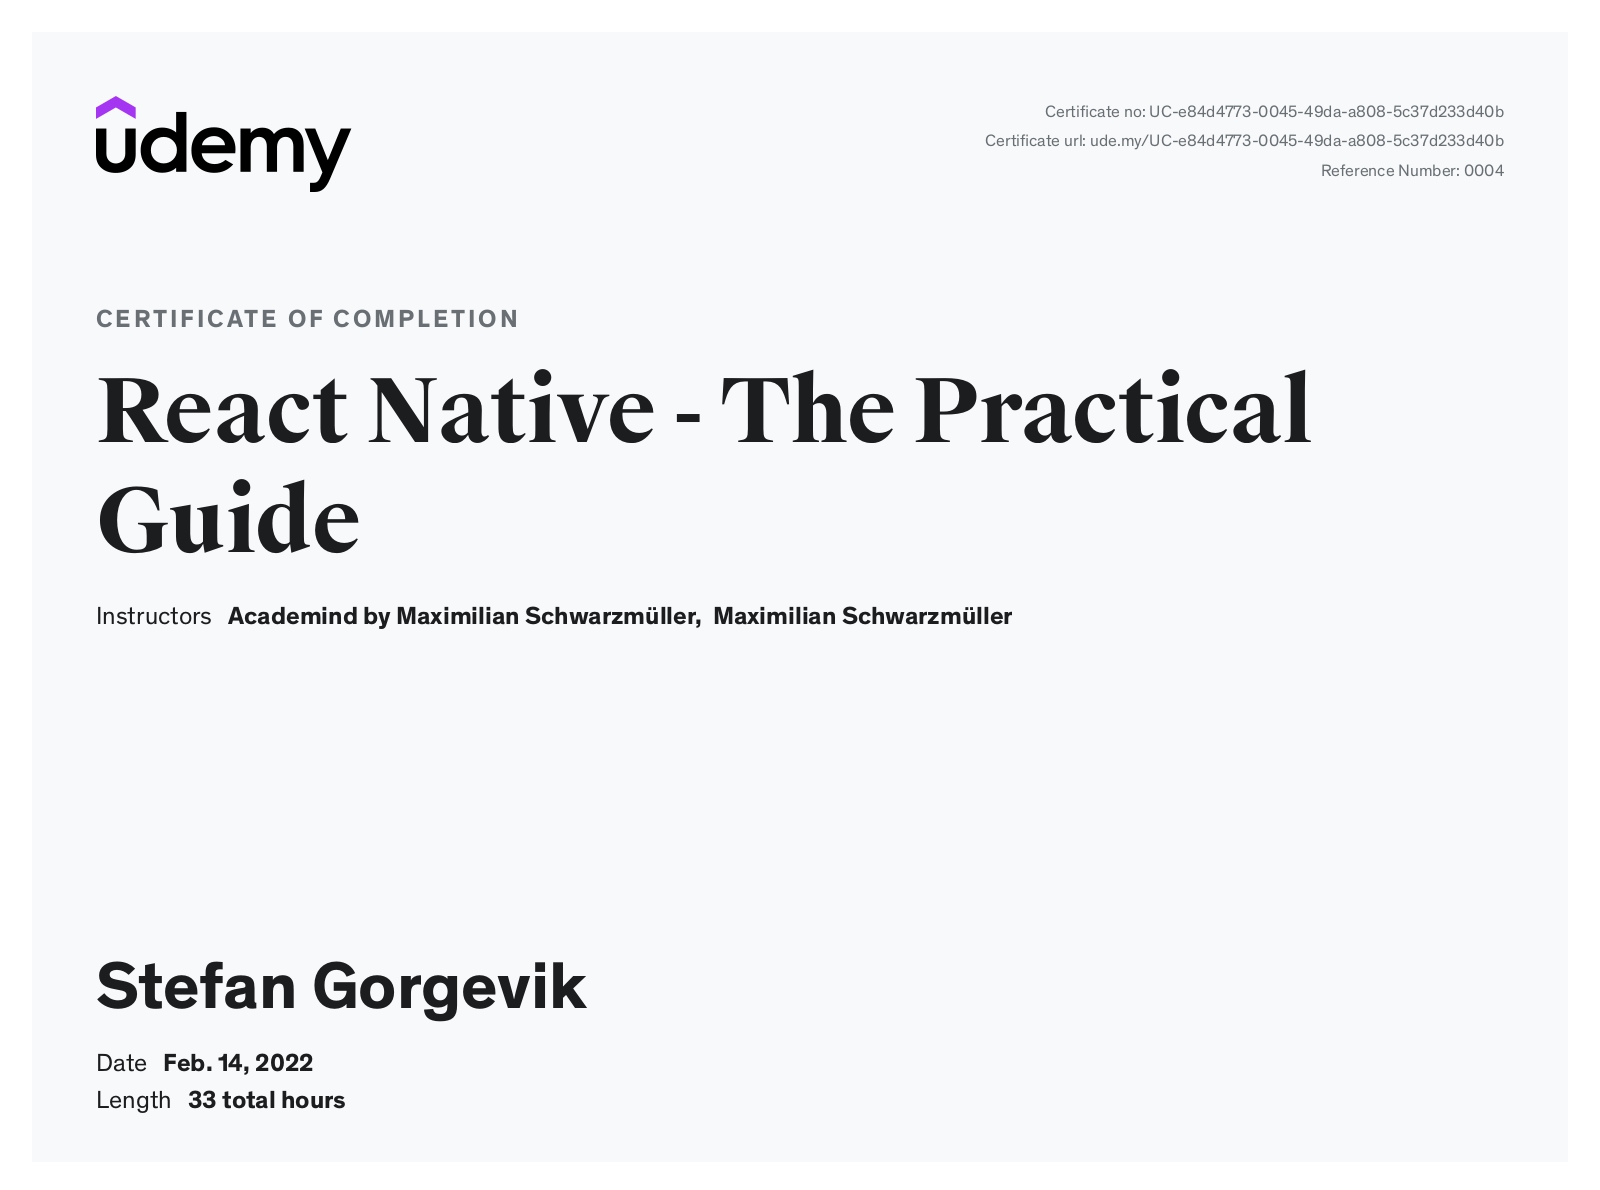 udemy
Certificate no: UC-e84d4773-0045-49da-a808-5c37d233d40b
Certificate url: ude.my/UC-e84d4773-0045-49da-a808-5c37d233d40b
Reference Number: 0004
CERTIFICATE OF COMPLETION
React Native - The Practical
Guide
Instructors Academind by Maximilian Schwarzmüller, Maximilian Schwarzmüller
Stefan Gorgevik
Date Feb. 14, 2022
Length 33 total hours